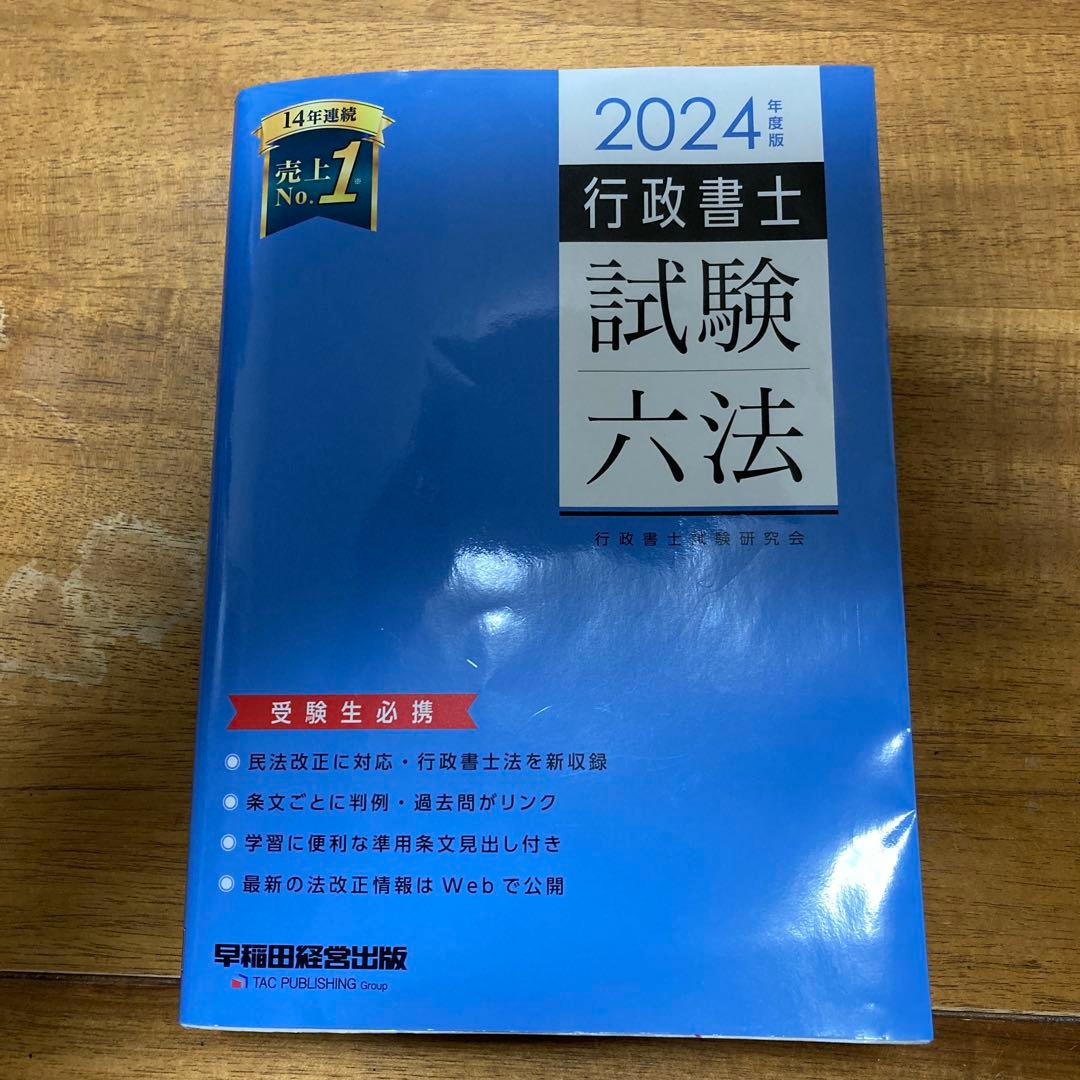 14年連続
売上
No.1※
2024年度版
行政書士
試験
六法
行政書士試験研究会
受験生必携
◉ 民法改正に対応・行政書士法を新収録
◉ 条文ごとに判例・過去問がリンク
◉ 学習に便利な準用条文見出し付き
◉ 最新の法改正情報はWebで公開
早稲田経営出版
TAC PUBLISHING Group